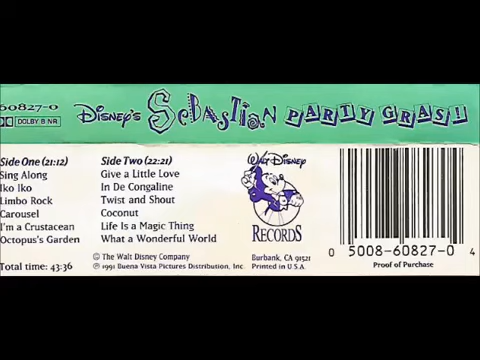 60827-0
DOLBY B NR
DISNEY'S SEBASTIAN PARTY GRAS!
Side One (21:12)
Sing Along
Iko Iko
Limbo Rock
Carousel
I'm a Crustacean
Octopus's Garden
Total time: 43:36
Side Two (22:21)
Give a Little Love
In De Congaline
Twist and Shout
Coconut
Life Is a Magic Thing
What a Wonderful World
© The Walt Disney Company
℗ 1991 Buena Vista Pictures Distribution, Inc.
WALT DISNEY
RECORDS
Burbank, CA 91521
Printed in U.S.A.
0 5008-60827-0 4
Proof of Purchase